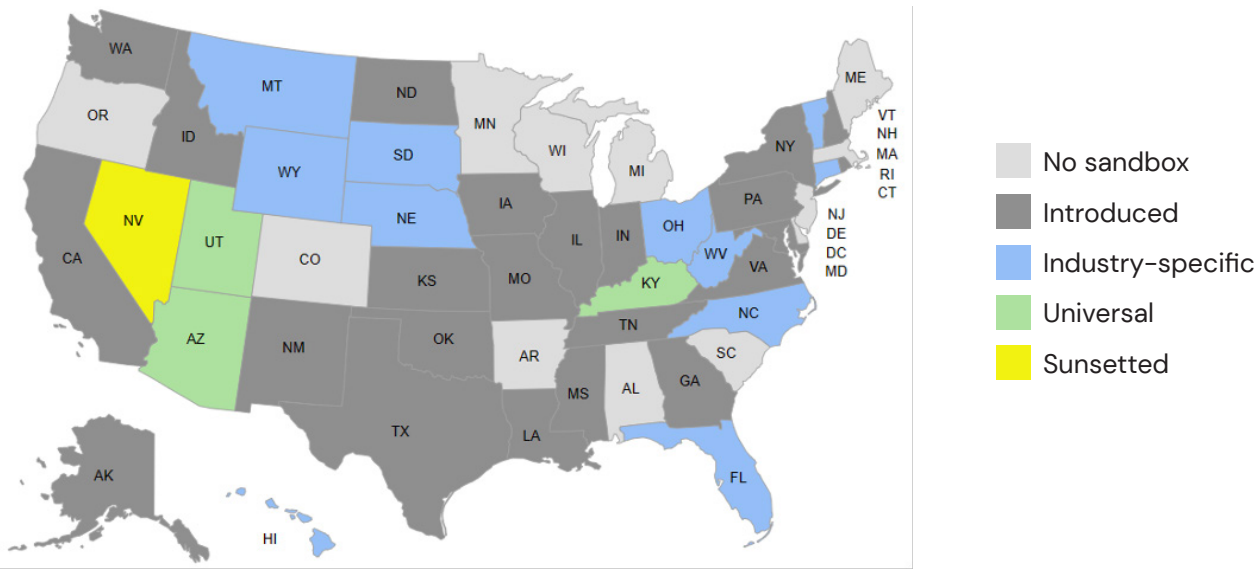 WA
MT
ND
MN
ME
OR
ID
SD
WI
MI
NY
VT
NH
MA
RI
CT
WY
NE
IA
PA
NV
UT
CO
IL
IN
OH
WV
VA
NJ
DE
DC
MD
CA
KS
MO
KY
NC
AZ
NM
OK
AR
TN
SC
MS
AL
GA
TX
LA
FL
AK
HI
No sandbox
Introduced
Industry-specific
Universal
Sunsetted